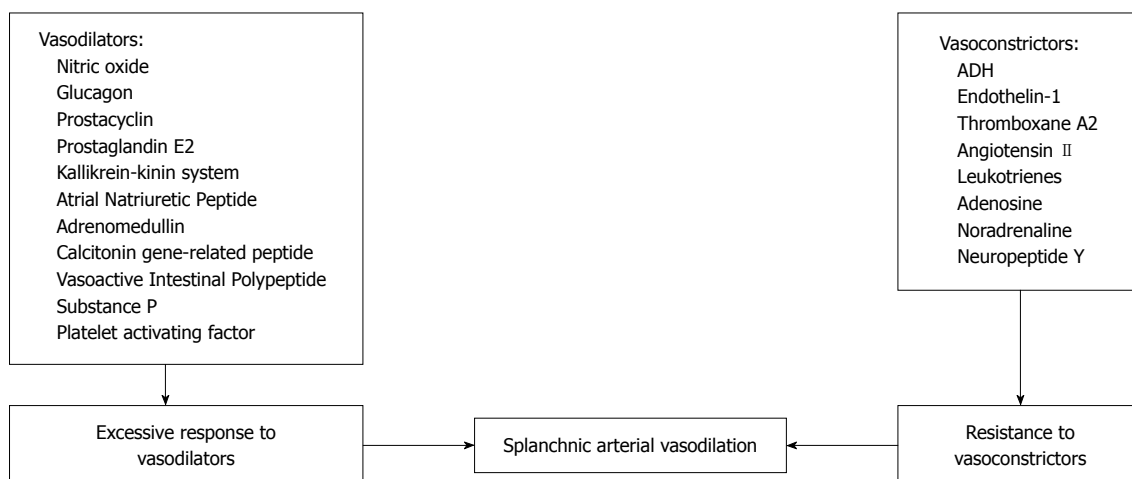 Vasodilators:
Nitric oxide
Glucagon
Prostacyclin
Prostaglandin E2
Kallikrein-kinin system
Atrial Natriuretic Peptide
Adrenomedullin
Calcitonin gene-related peptide
Vasoactive Intestinal Polypeptide
Substance P
Platelet activating factor
Vasoconstrictors:
ADH
Endothelin-1
Thromboxane A2
Angiotensin Ⅱ
Leukotrienes
Adenosine
Noradrenaline
Neuropeptide Y
Excessive response to
vasodilators
Splanchnic arterial vasodilation
Resistance to
vasoconstrictors